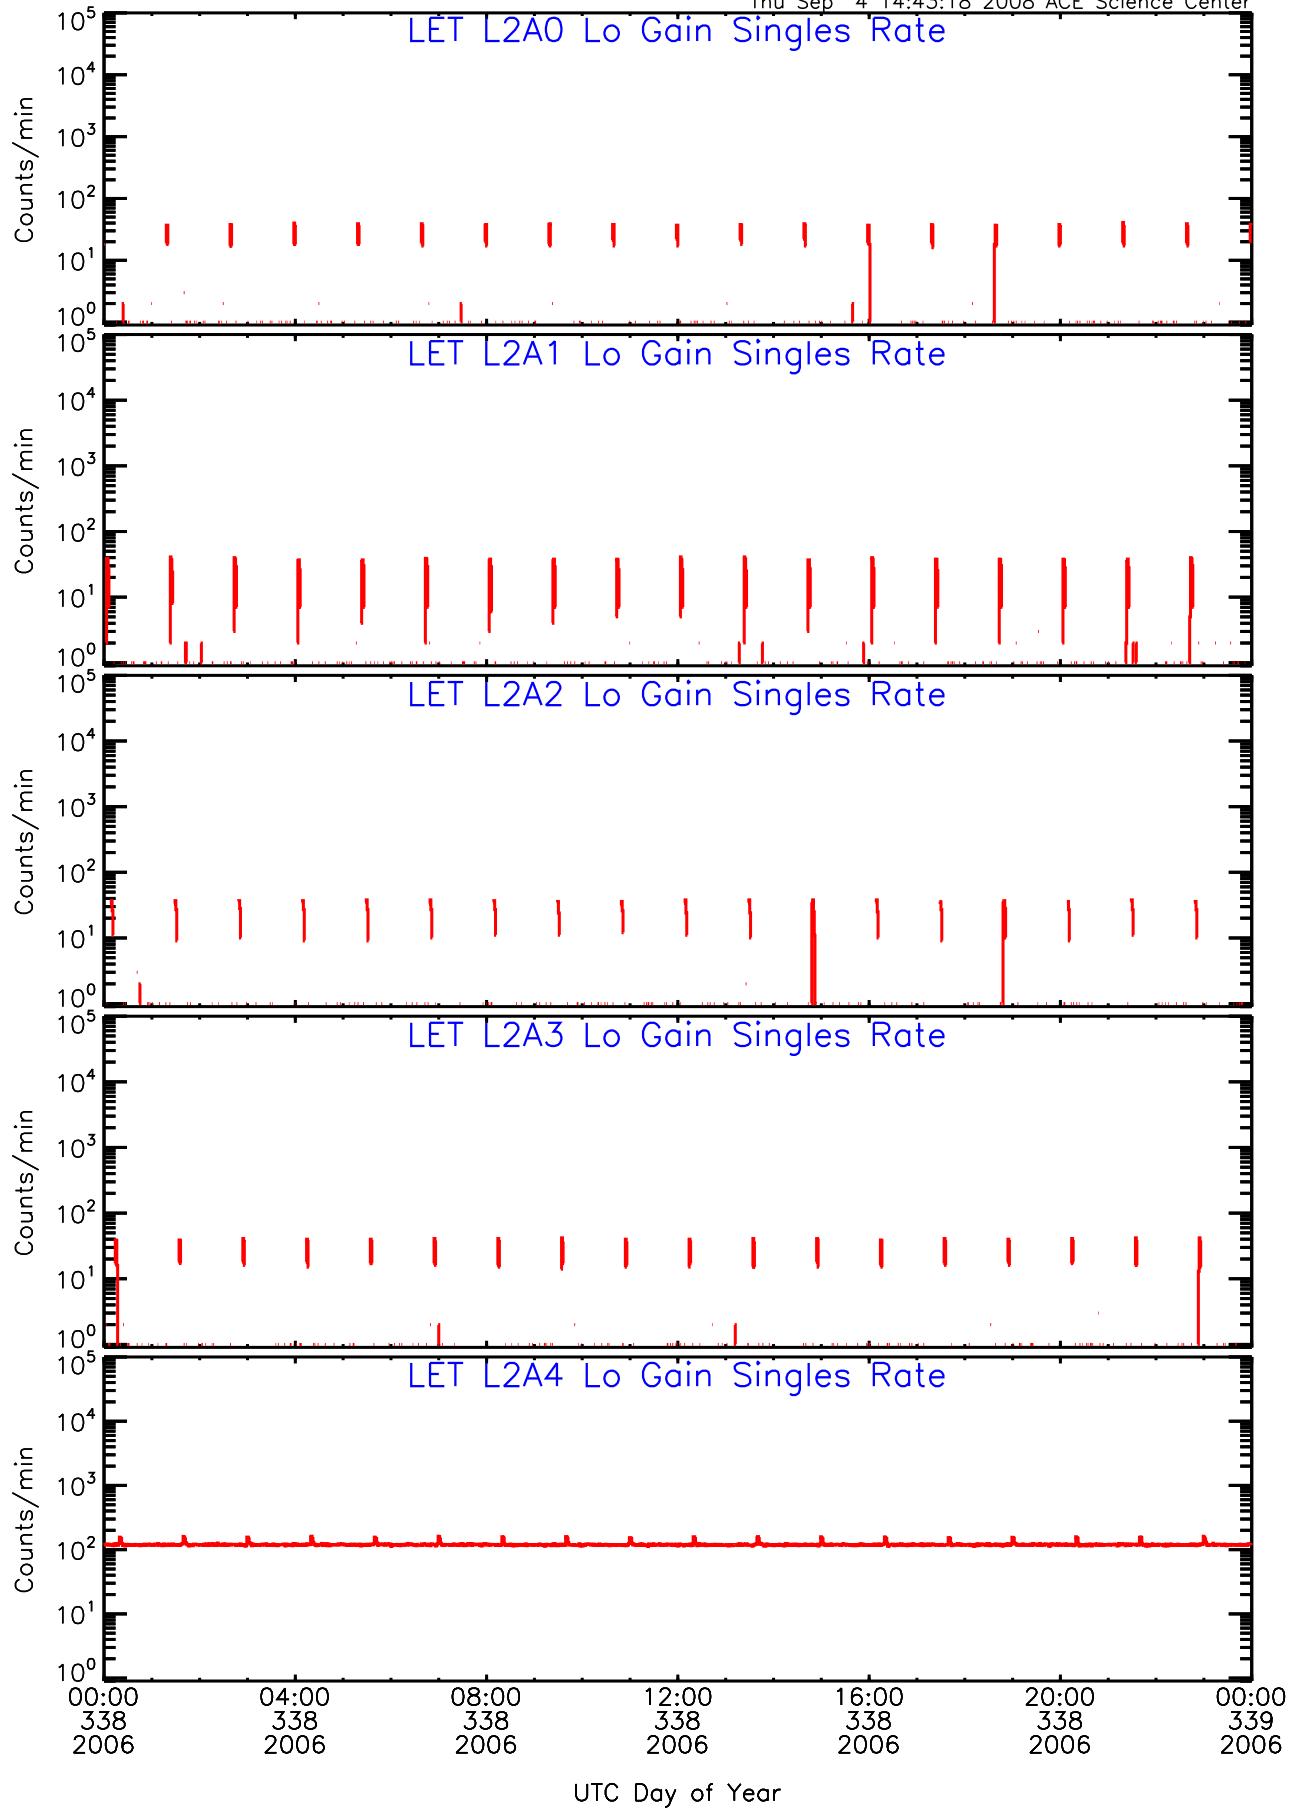 Thu Sep 4 14:43:18 2008 ACE Science Center
LET L2A0 Lo Gain Singles Rate
10^5
10^4
10^3
10^2
10^1
10^0
Counts/min
LET L2A1 Lo Gain Singles Rate
10^5
10^4
10^3
10^2
10^1
10^0
Counts/min
LET L2A2 Lo Gain Singles Rate
10^5
10^4
10^3
10^2
10^1
10^0
Counts/min
LET L2A3 Lo Gain Singles Rate
10^5
10^4
10^3
10^2
10^1
10^0
Counts/min
LET L2A4 Lo Gain Singles Rate
10^5
10^4
10^3
10^2
10^1
10^0
Counts/min
00:00 04:00 08:00 12:00 16:00 20:00 00:00
338 338 338 338 338 338 339
2006 2006 2006 2006 2006 2006 2006
UTC Day of Year